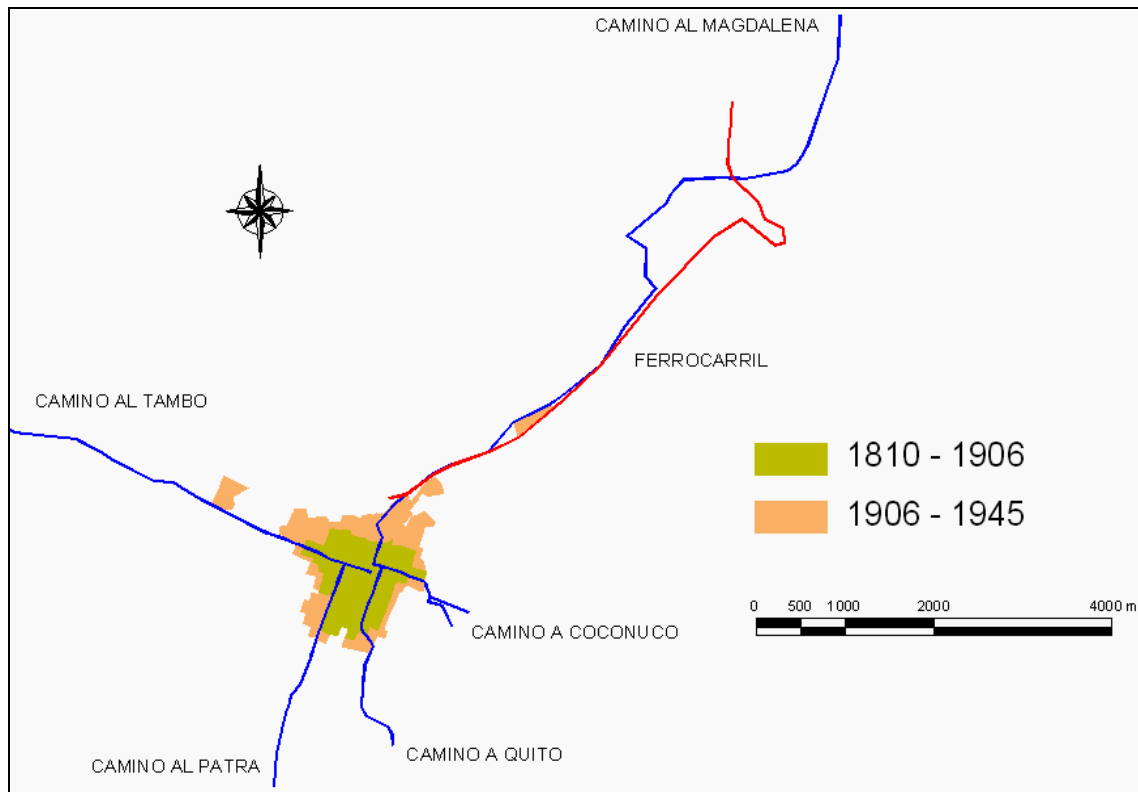 CAMINO AL MAGDALENA
FERROCARRIL
CAMINO AL TAMBO
1810 - 1906
1906 - 1945
0 500 1000 2000 4000 m
CAMINO A COCONUCO
CAMINO A QUITO
CAMINO AL PATRA